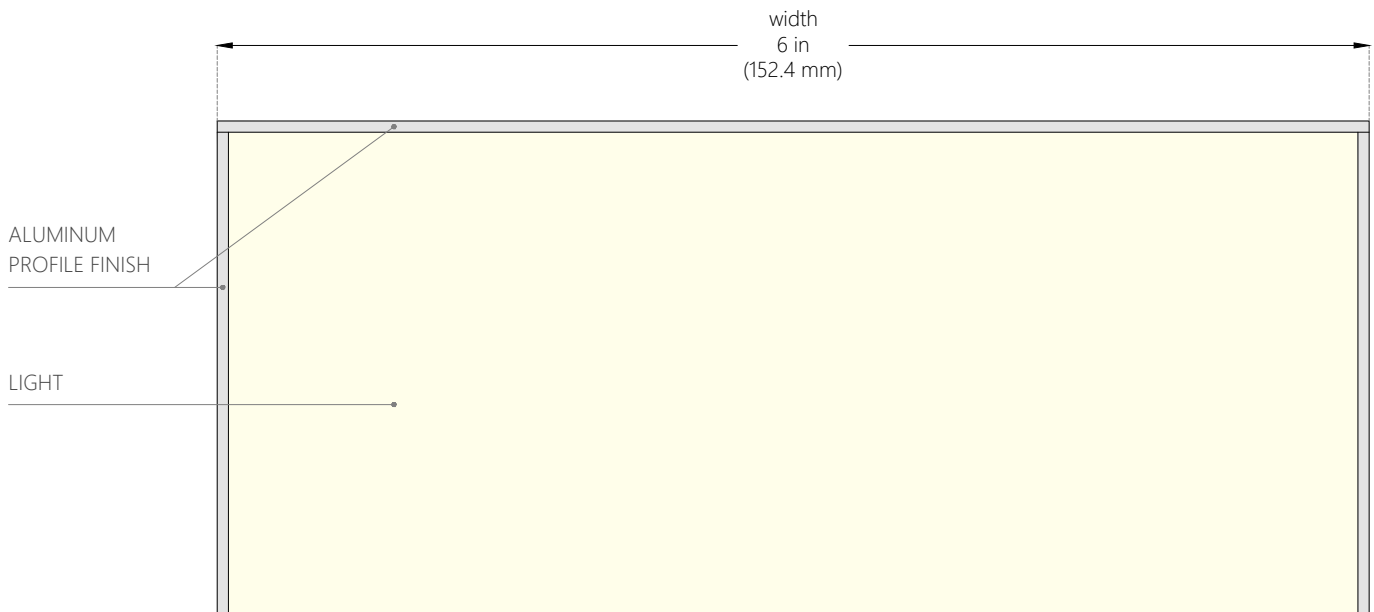 width
6 in
(152.4 mm)
ALUMINUM
PROFILE FINISH
LIGHT